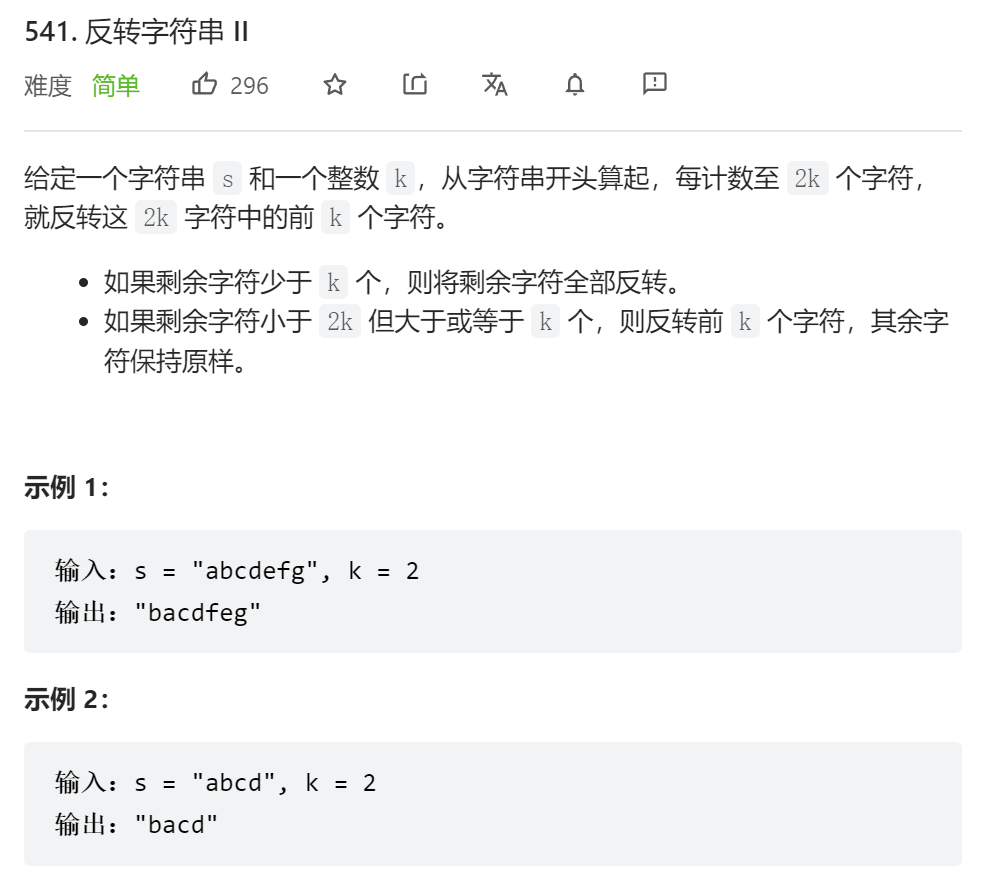 541. 反转字符串 II
难度 简单 296
给定一个字符串 s 和一个整数 k，从字符串开头算起，每计数至 2k 个字符，
就反转这 2k 字符中的前 k 个字符。
• 如果剩余字符少于 k 个，则将剩余字符全部反转。
• 如果剩余字符小于 2k 但大于或等于 k 个，则反转前 k 个字符，其余字
符保持原样。
示例 1：
输入：s = "abcdefg", k = 2
输出："bacdfeg"
示例 2：
输入：s = "abcd", k = 2
输出："bacd"